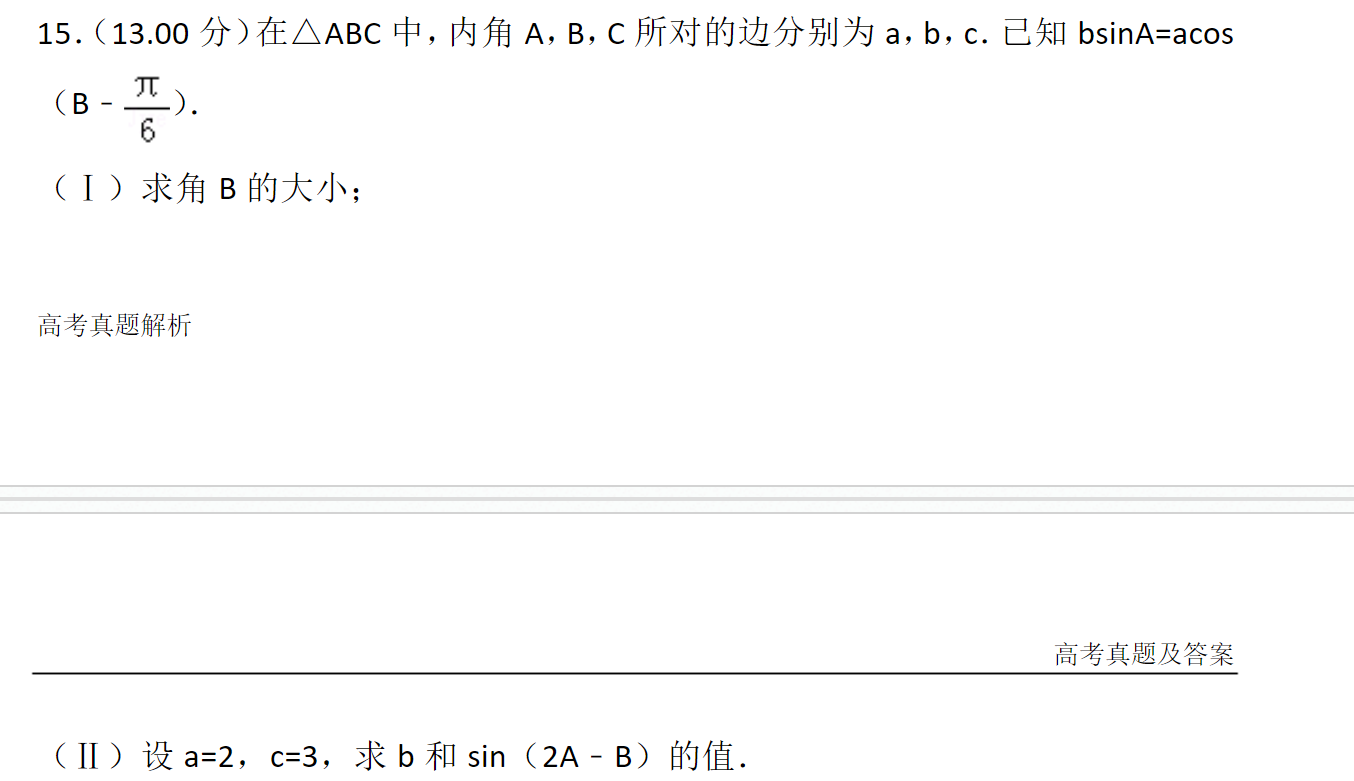 15.（13.00 分）在△ABC 中，内角 A，B，C 所对的边分别为 a，b，c．已知 bsinA=acos
（B﹣π/6）．
（Ⅰ）求角 B 的大小；
高考真题解析
高考真题及答案
（Ⅱ）设 a=2，c=3，求 b 和 sin（2A﹣B）的值．